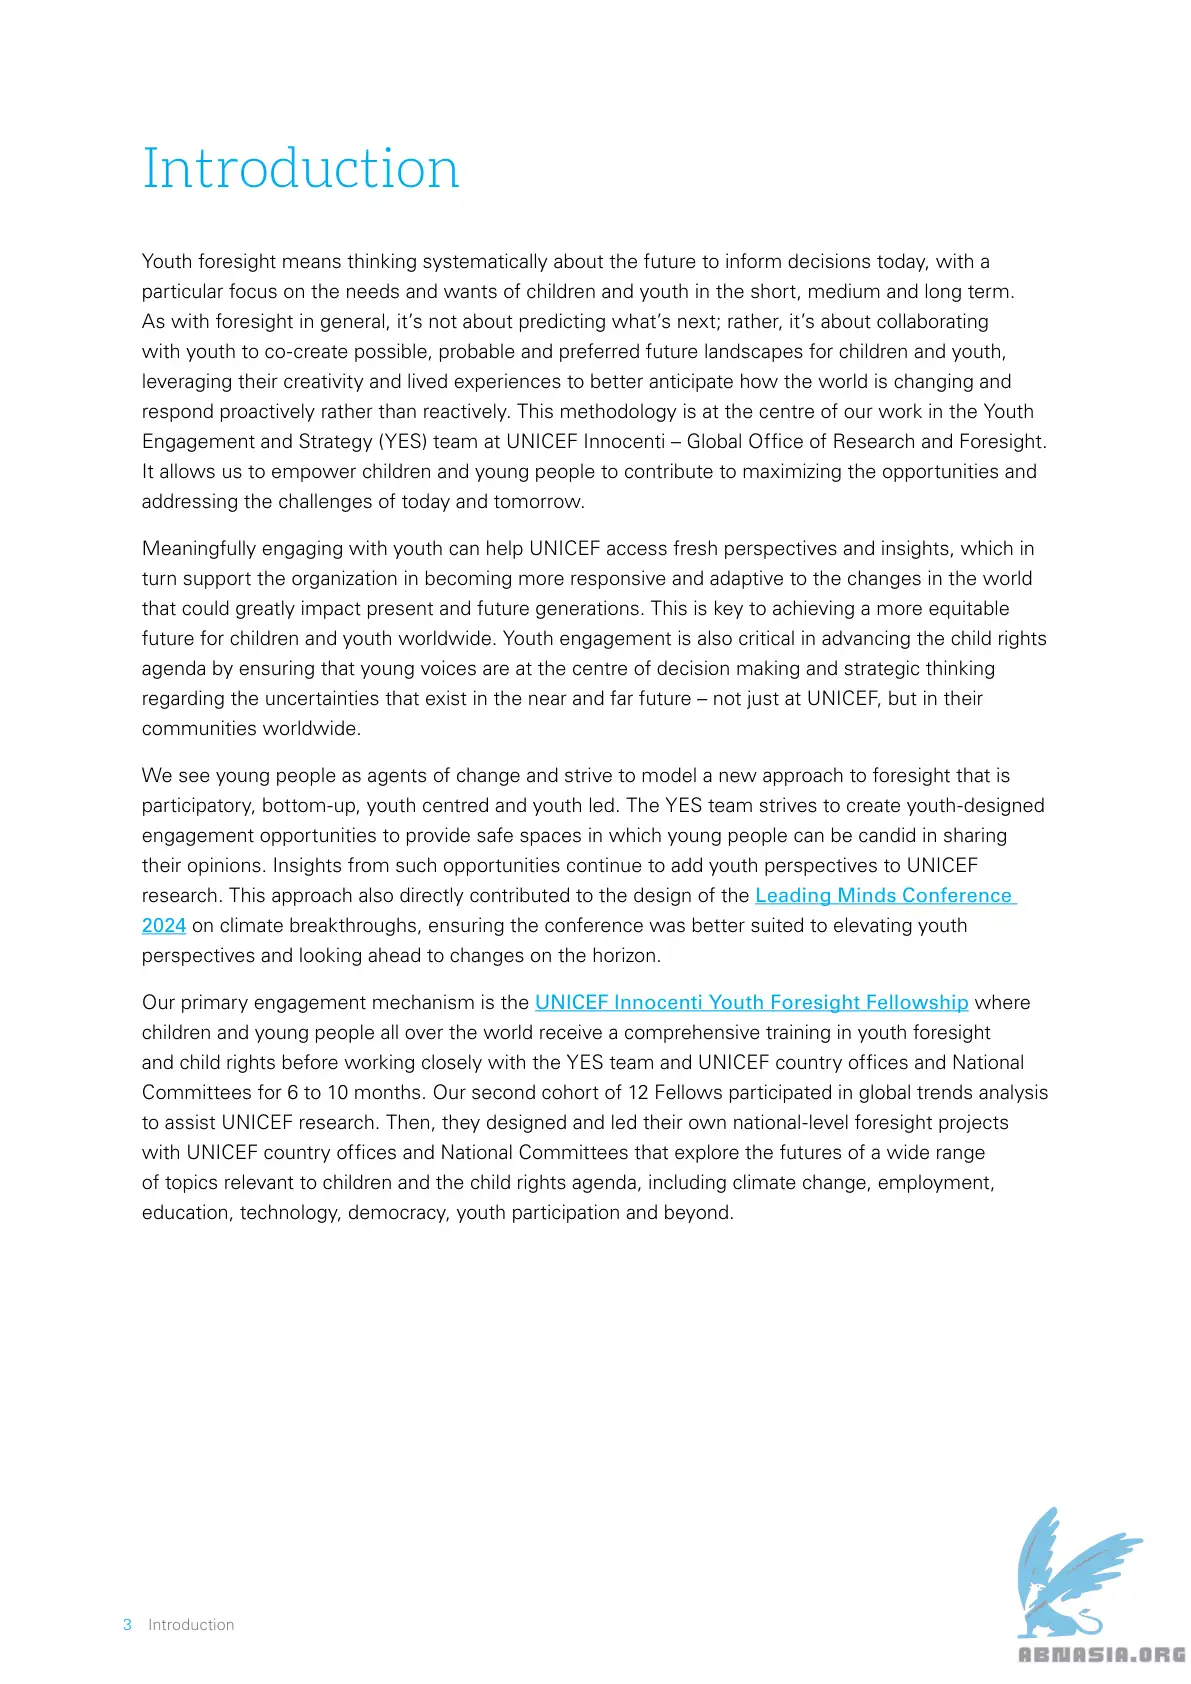 Introduction
Youth foresight means thinking systematically about the future to inform decisions today, with a
particular focus on the needs and wants of children and youth in the short, medium and long term.
As with foresight in general, it’s not about predicting what’s next; rather, it’s about collaborating
with youth to co-create possible, probable and preferred future landscapes for children and youth,
leveraging their creativity and lived experiences to better anticipate how the world is changing and
respond proactively rather than reactively. This methodology is at the centre of our work in the Youth
Engagement and Strategy (YES) team at UNICEF Innocenti – Global Office of Research and Foresight.
It allows us to empower children and young people to contribute to maximizing the opportunities and
addressing the challenges of today and tomorrow.
Meaningfully engaging with youth can help UNICEF access fresh perspectives and insights, which in
turn support the organization in becoming more responsive and adaptive to the changes in the world
that could greatly impact present and future generations. This is key to achieving a more equitable
future for children and youth worldwide. Youth engagement is also critical in advancing the child rights
agenda by ensuring that young voices are at the centre of decision making and strategic thinking
regarding the uncertainties that exist in the near and far future – not just at UNICEF, but in their
communities worldwide.
We see young people as agents of change and strive to model a new approach to foresight that is
participatory, bottom-up, youth centred and youth led. The YES team strives to create youth-designed
engagement opportunities to provide safe spaces in which young people can be candid in sharing
their opinions. Insights from such opportunities continue to add youth perspectives to UNICEF
research. This approach also directly contributed to the design of the Leading Minds Conference
2024 on climate breakthroughs, ensuring the conference was better suited to elevating youth
perspectives and looking ahead to changes on the horizon.
Our primary engagement mechanism is the UNICEF Innocenti Youth Foresight Fellowship where
children and young people all over the world receive a comprehensive training in youth foresight
and child rights before working closely with the YES team and UNICEF country offices and National
Committees for 6 to 10 months. Our second cohort of 12 Fellows participated in global trends analysis
to assist UNICEF research. Then, they designed and led their own national-level foresight projects
with UNICEF country offices and National Committees that explore the futures of a wide range
of topics relevant to children and the child rights agenda, including climate change, employment,
education, technology, democracy, youth participation and beyond.
3 Introduction
ABNASIA.ORG